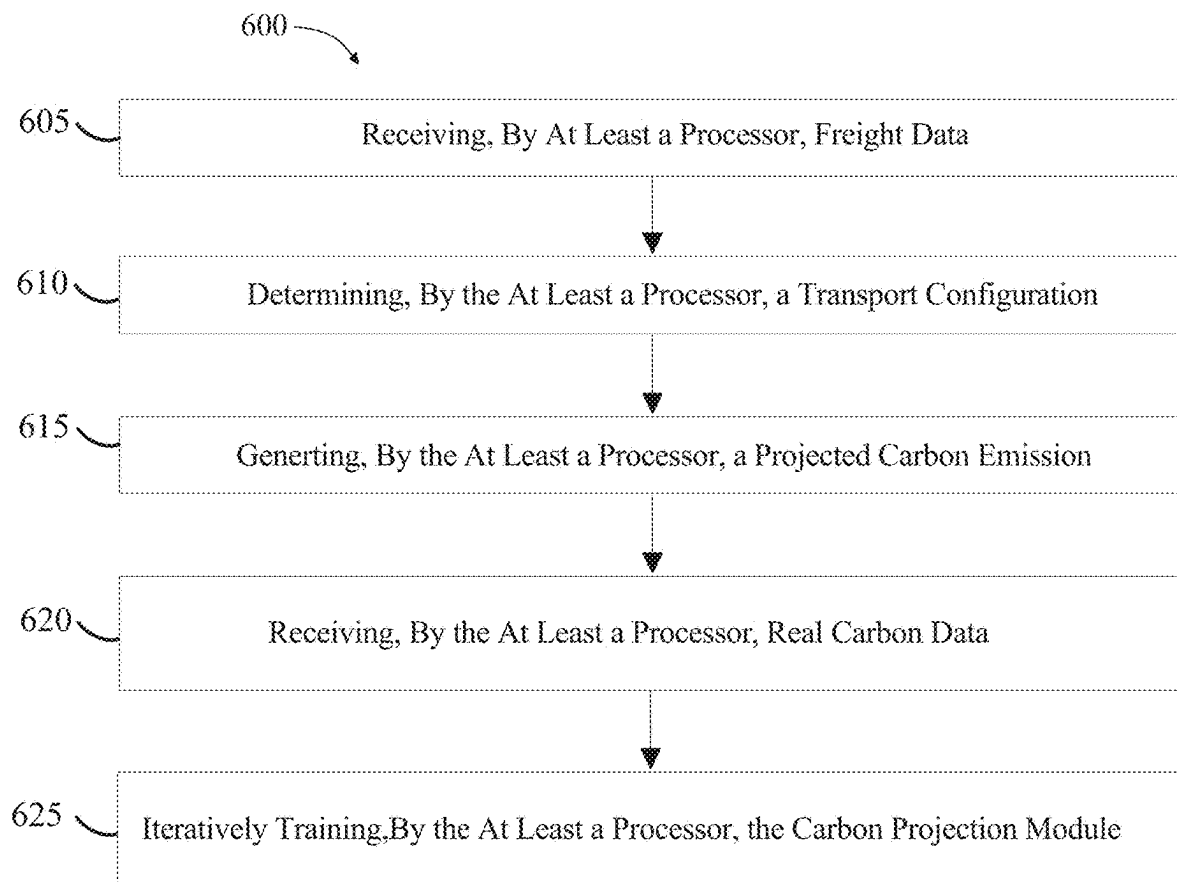 600
605
Receiving, By At Least a Processor, Freight Data
610
Determining, By the At Least a Processor, a Transport Configuration
615
Generting, By the At Least a Processor, a Projected Carbon Emission
620
Receiving, By the At Least a Processor, Real Carbon Data
625
Iteratively Training,By the At Least a Processor, the Carbon Projection Module